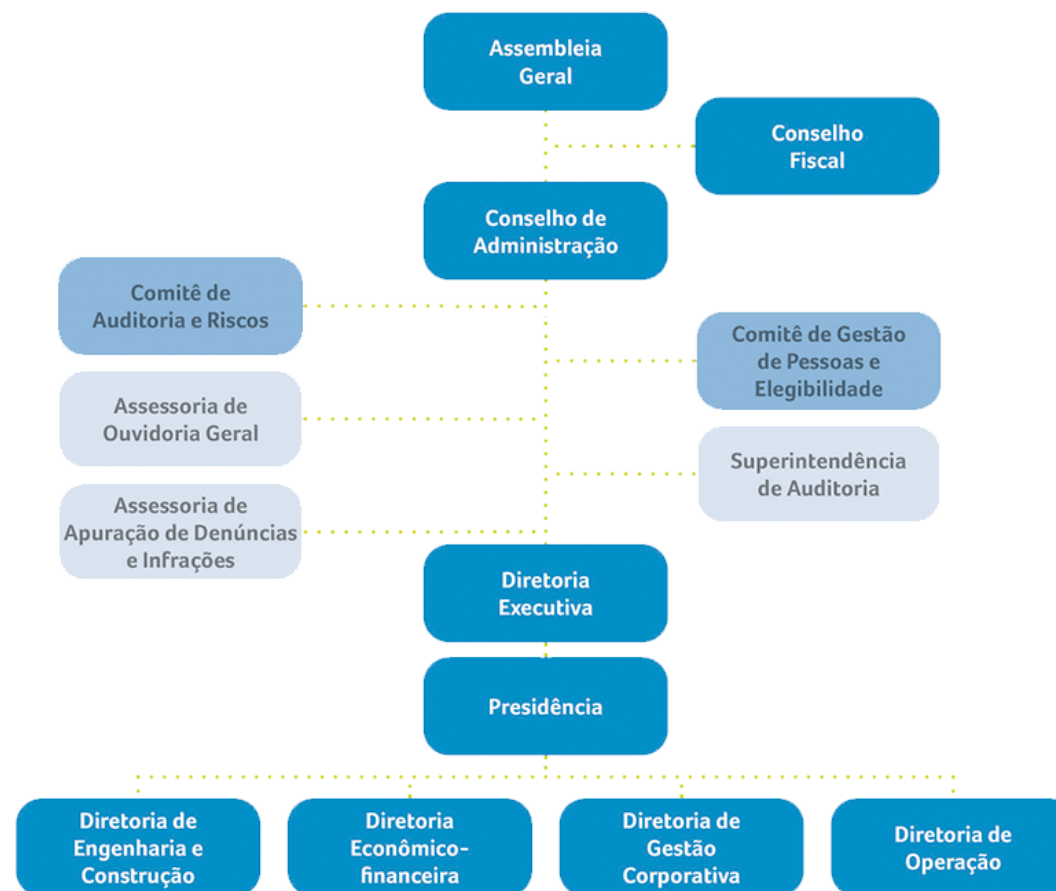 Assembleia
Geral
Conselho
Fiscal
Conselho de
Administração
Comitê de
Auditoria e Riscos
Comitê de Gestão
de Pessoas e
Elegibilidade
Assessoria de
Ouvidoria Geral
Superintendência
de Auditoria
Assessoria de
Apuração de Denúncias
e Infrações
Diretoria
Executiva
Presidência
Diretoria de
Engenharia e
Construção
Diretoria
Econômico-
financeira
Diretoria de
Gestão
Corporativa
Diretoria de
Operação